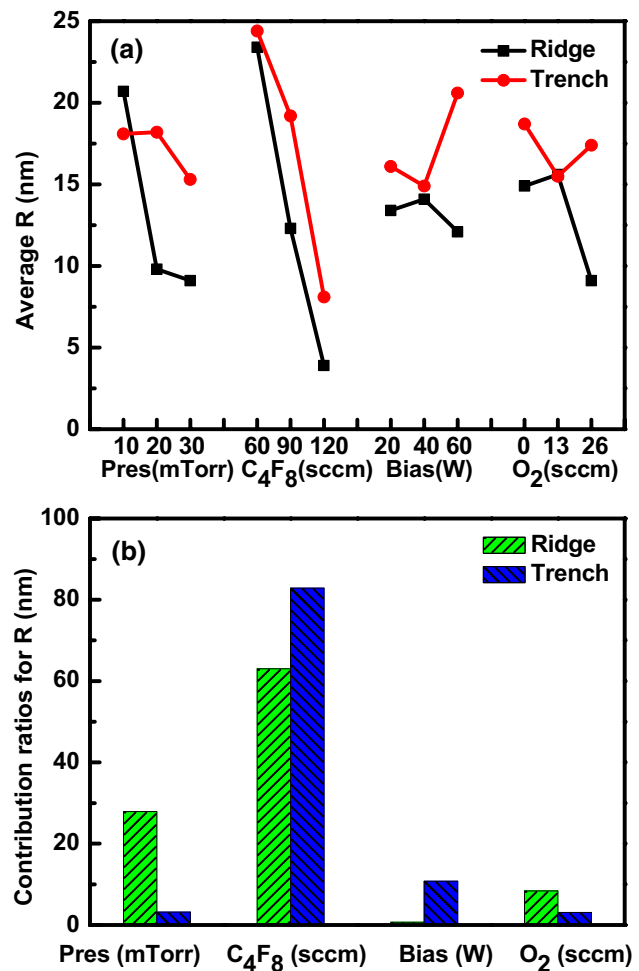 (a)
Ridge
Trench
Average R (nm)
25
20
15
10
5
0
10 20 30 60 90 120 20 40 60 0 13 26
Pres(mTorr) C4F8(sccm) Bias(W) O2(sccm)
(b)
Ridge
Trench
Contribution ratios for R (nm)
100
80
60
40
20
0
Pres (mTorr) C4F8 (sccm) Bias (W) O2 (sccm)